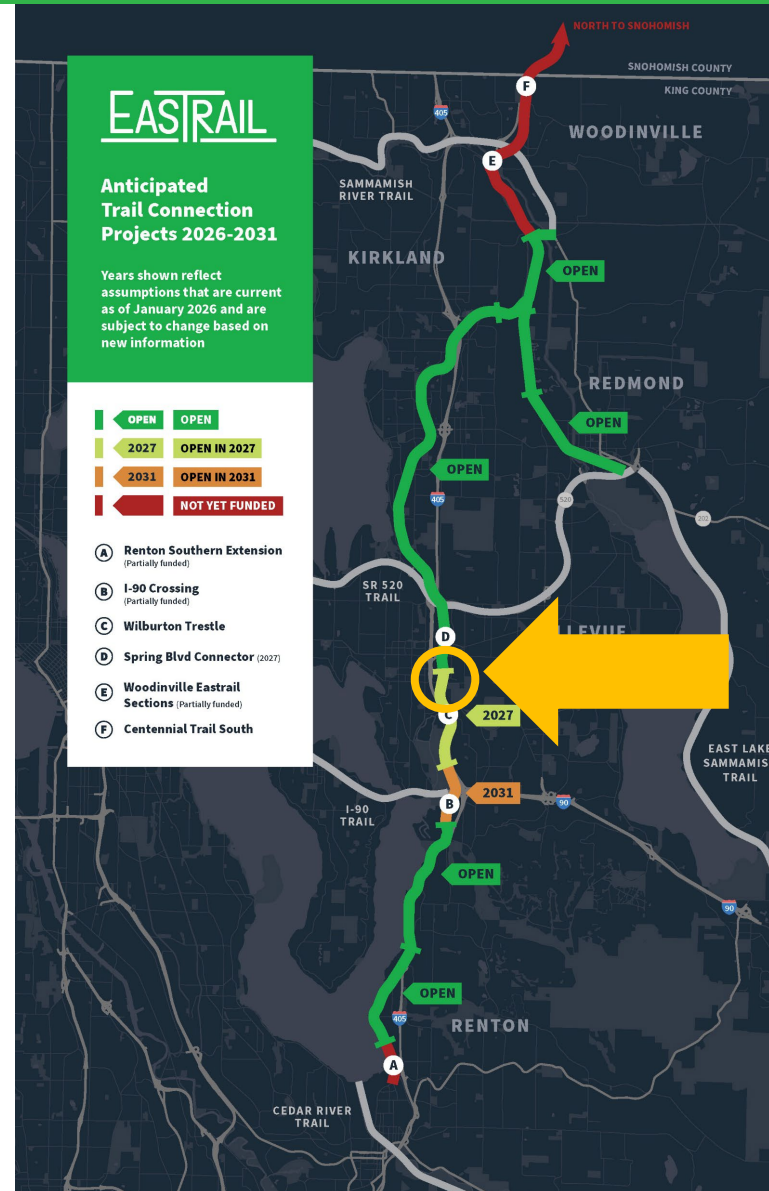 EASTRAIL
Anticipated
Trail Connection
Projects 2026-2031
Years shown reflect
assumptions that are current
as of January 2026 and are
subject to change based on
new information
OPEN OPEN
2027 OPEN IN 2027
2031 OPEN IN 2031
NOT YET FUNDED
A Renton Southern Extension
(Partially funded)
B I-90 Crossing
(Partially funded)
C Wilburton Trestle
D Spring Blvd Connector (2027)
E Woodinville Eastrail
Sections (Partially funded)
F Centennial Trail South
NORTH TO SNOHOMISH
SNOHOMISH COUNTY
F
KING COUNTY
405
WOODINVILLE
E
SAMMAMISH
RIVER TRAIL
KIRKLAND
OPEN
REDMOND
OPEN
OPEN
405
520
202
SR 520
TRAIL
D
LLEVUE
C
2027
EAST LAKE
SAMMAMIS
TRAIL
2031
B
90
I-90
TRAIL
OPEN
90
OPEN
405
RENTON
A
CEDAR RIVER
TRAIL